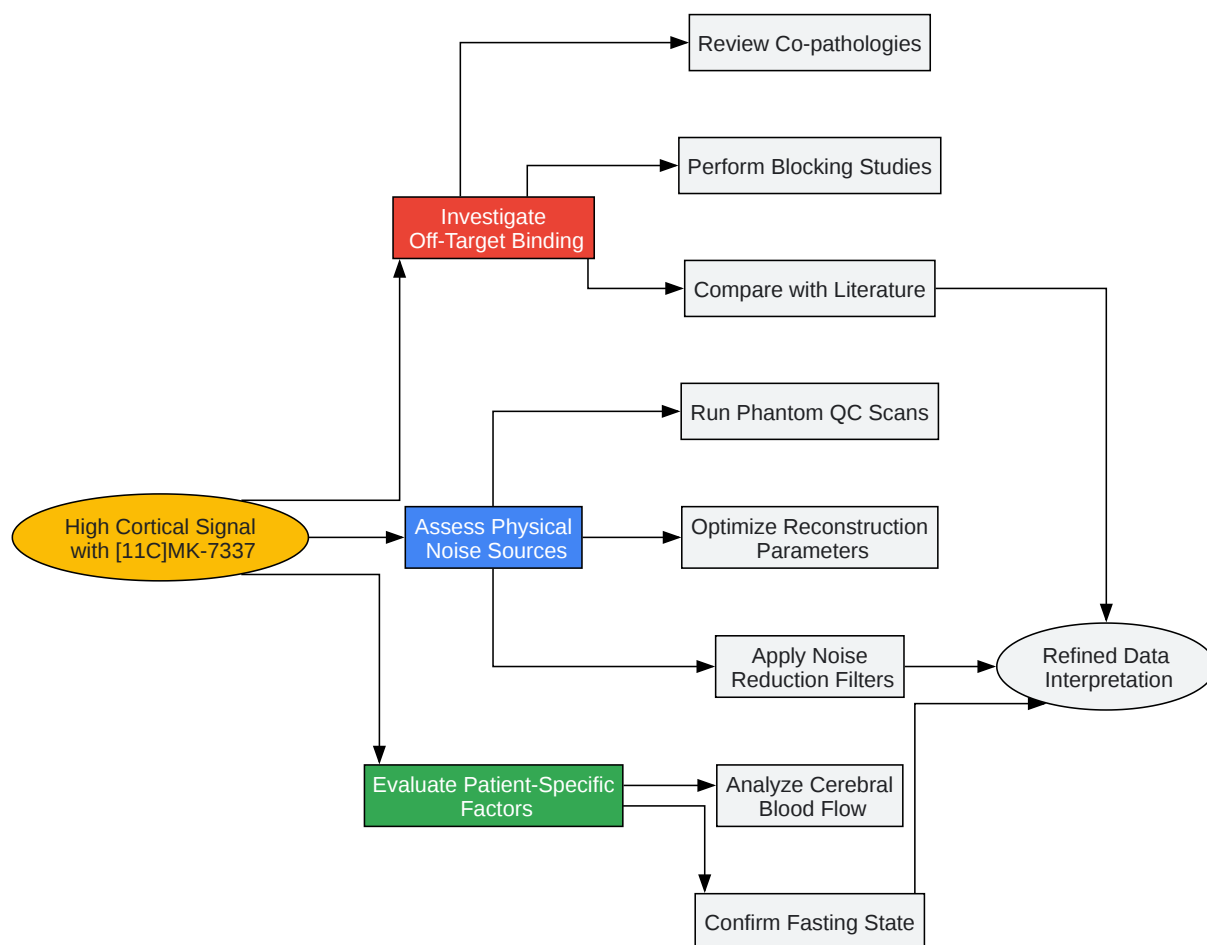 Review Co-pathologies
Perform Blocking Studies
Investigate
Off-Target Binding
Compare with Literature
Run Phantom QC Scans
High Cortical Signal
with [11C]MK-7337
Assess Physical
Noise Sources
Optimize Reconstruction
Parameters
Apply Noise
Reduction Filters
Refined Data
Interpretation
Evaluate Patient-Specific
Factors
Analyze Cerebral
Blood Flow
Confirm Fasting State